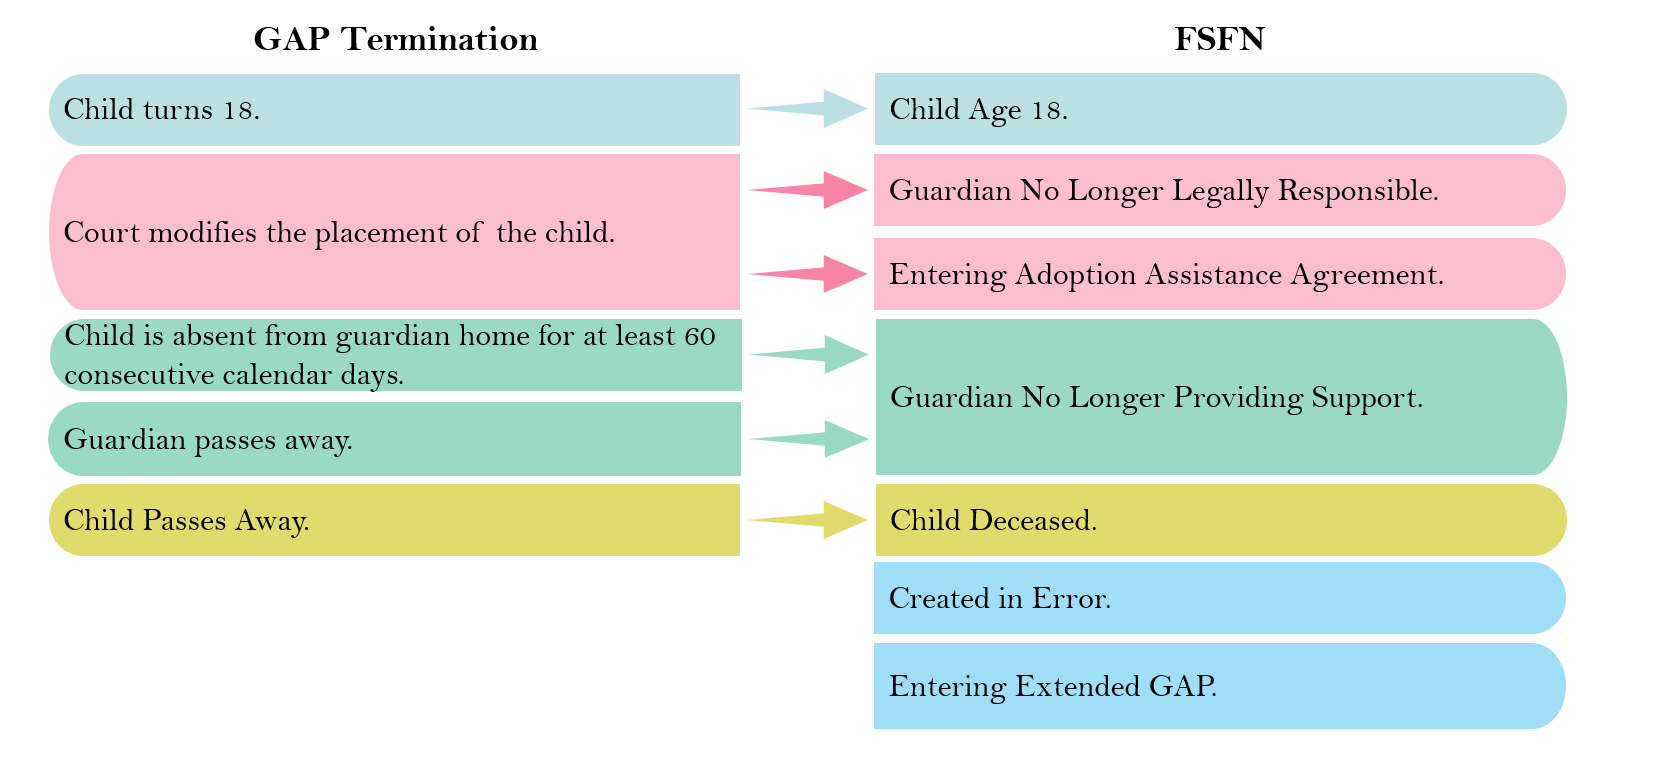 GAP Termination
FSFN
Child turns 18.
Child Age 18.
Court modifies the placement of the child.
Guardian No Longer Legally Responsible.
Entering Adoption Assistance Agreement.
Child is absent from guardian home for at least 60
consecutive calendar days.
Guardian passes away.
Guardian No Longer Providing Support.
Child Passes Away.
Child Deceased.
Created in Error.
Entering Extended GAP.